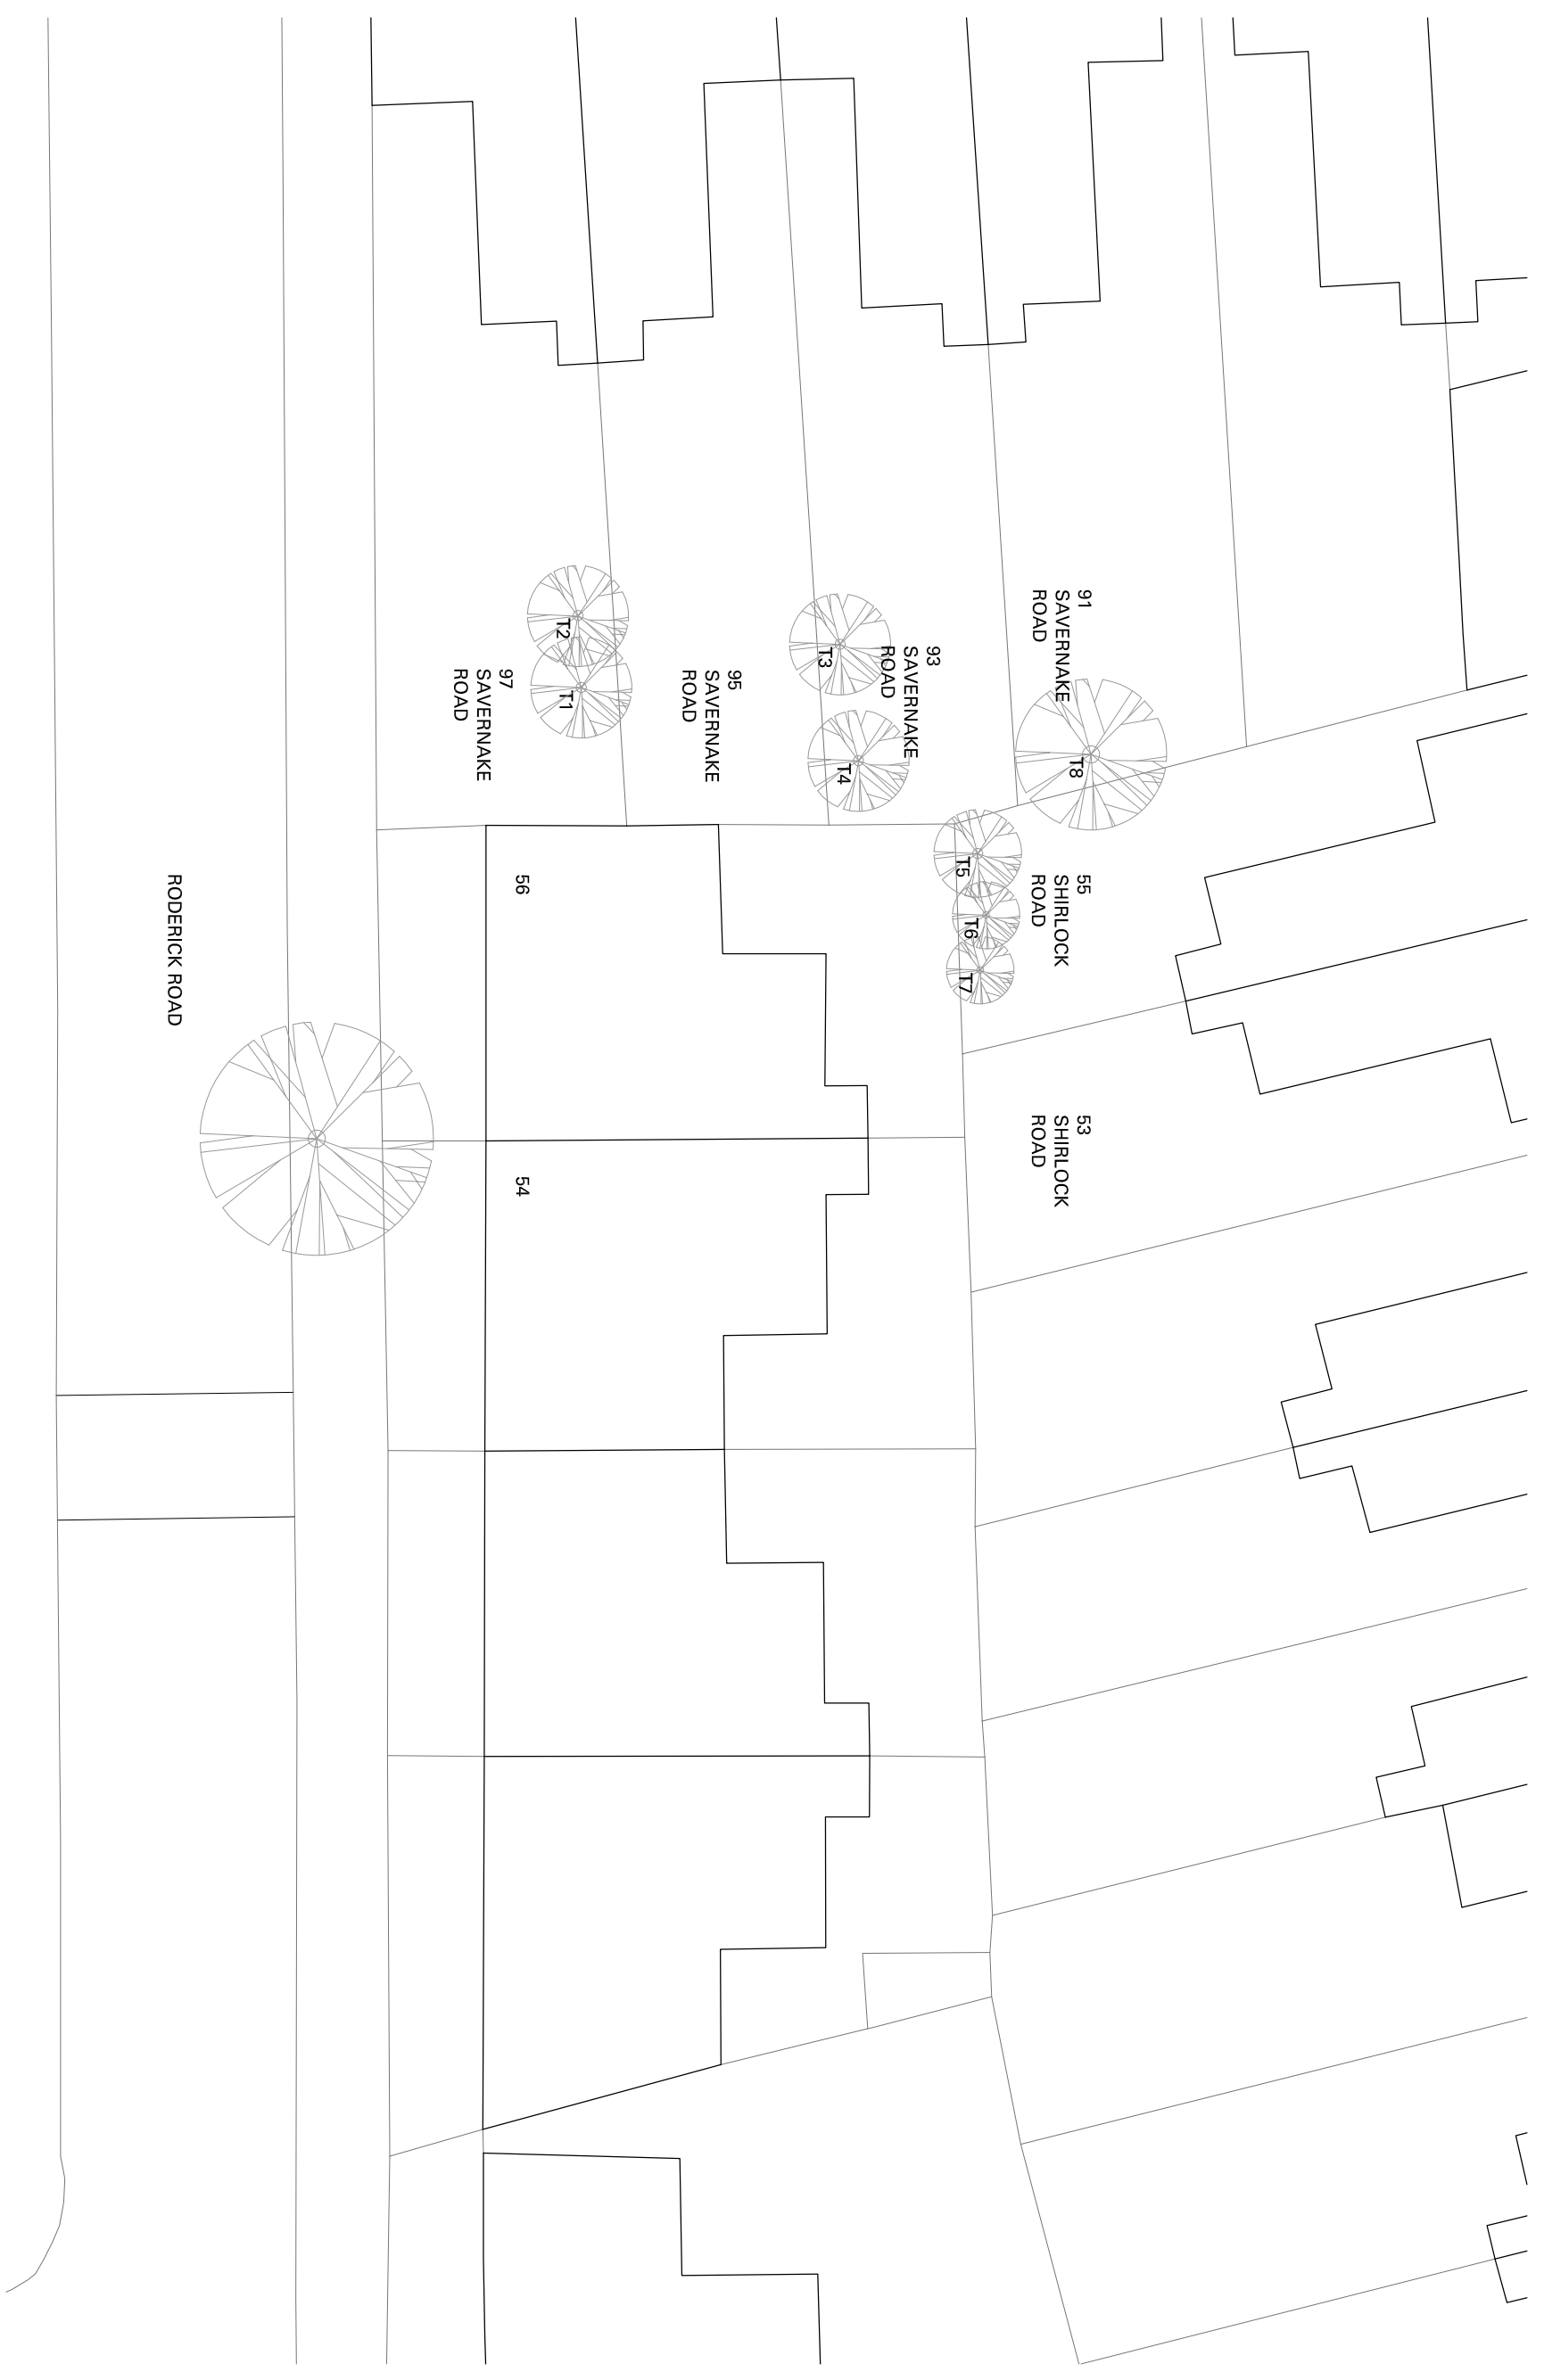 91
SAVERNAKE
ROAD
93
SAVERNAKE
ROAD
95
SAVERNAKE
ROAD
97
SAVERNAKE
ROAD
T2
T1
T3
T4
T8
T5
T6
T7
55
SHIRLOCK
ROAD
53
SHIRLOCK
ROAD
56
54
RODERICK ROAD